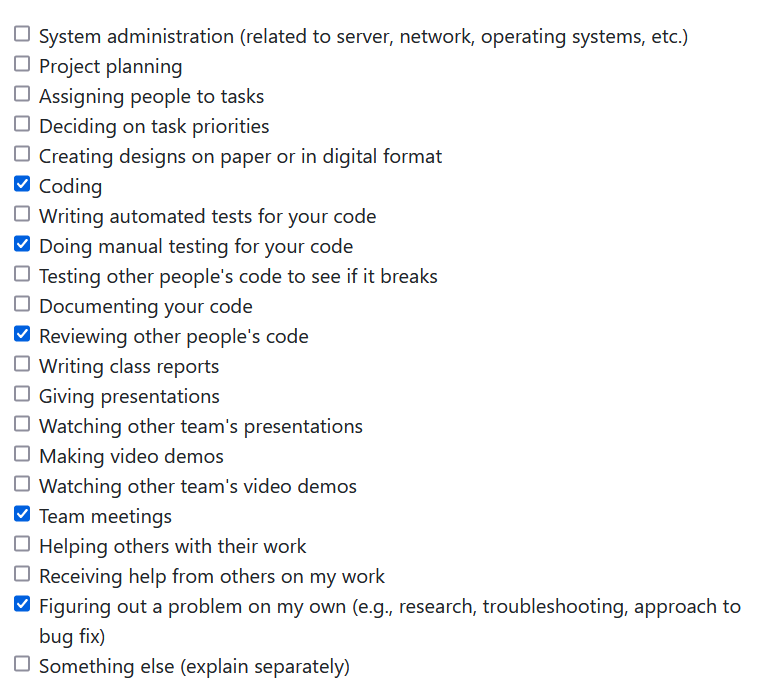 System administration (related to server, network, operating systems, etc.)
Project planning
Assigning people to tasks
Deciding on task priorities
Creating designs on paper or in digital format
Coding
Writing automated tests for your code
Doing manual testing for your code
Testing other people's code to see if it breaks
Documenting your code
Reviewing other people's code
Writing class reports
Giving presentations
Watching other team's presentations
Making video demos
Watching other team's video demos
Team meetings
Helping others with their work
Receiving help from others on my work
Figuring out a problem on my own (e.g., research, troubleshooting, approach to
bug fix)
Something else (explain separately)